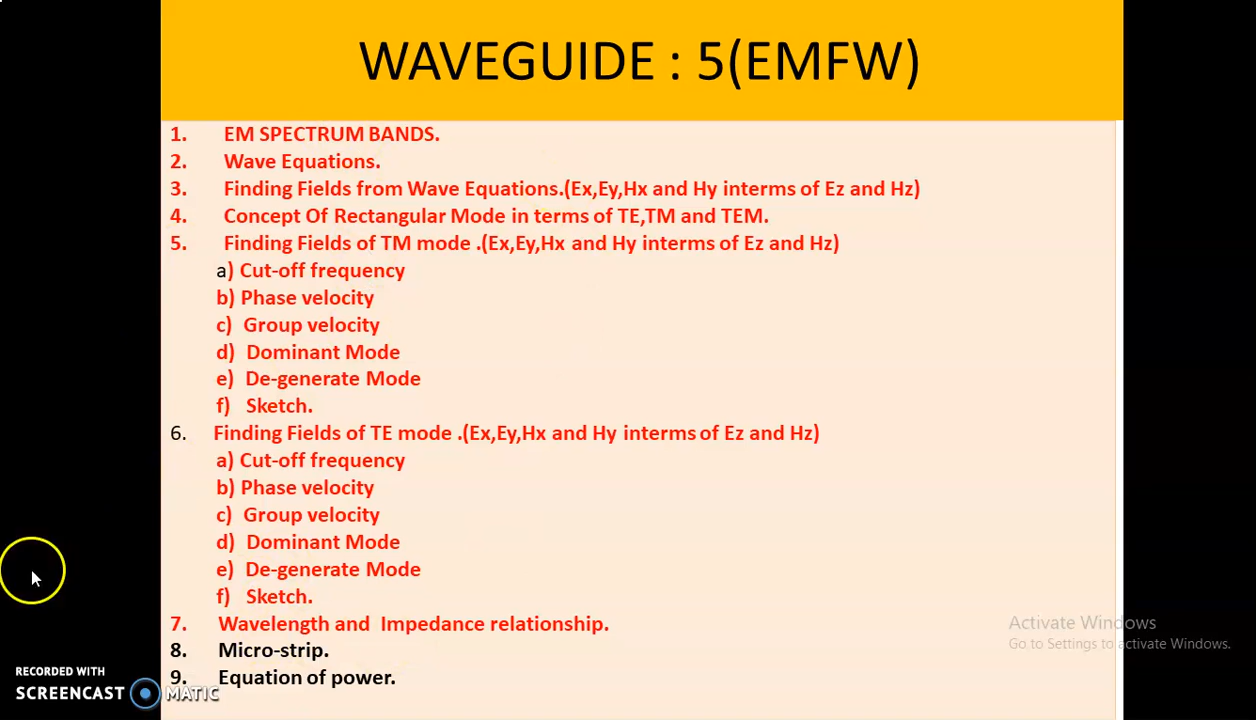 WAVEGUIDE : 5(EMFW)
1. EM SPECTRUM BANDS.
2. Wave Equations.
3. Finding Fields from Wave Equations.(Ex,Ey,Hx and Hy interms of Ez and Hz)
4. Concept Of Rectangular Mode in terms of TE,TM and TEM.
5. Finding Fields of TM mode .(Ex,Ey,Hx and Hy interms of Ez and Hz)
a) Cut-off frequency
b) Phase velocity
c) Group velocity
d) Dominant Mode
e) De-generate Mode
f) Sketch.
6. Finding Fields of TE mode .(Ex,Ey,Hx and Hy interms of Ez and Hz)
a) Cut-off frequency
b) Phase velocity
c) Group velocity
d) Dominant Mode
e) De-generate Mode
f) Sketch.
7. Wavelength and Impedance relationship.
8. Micro-strip.
9. Equation of power.
Activate Windows
Go to Settings to activate Windows.
RECORDED WITH
SCREENCAST MATIC